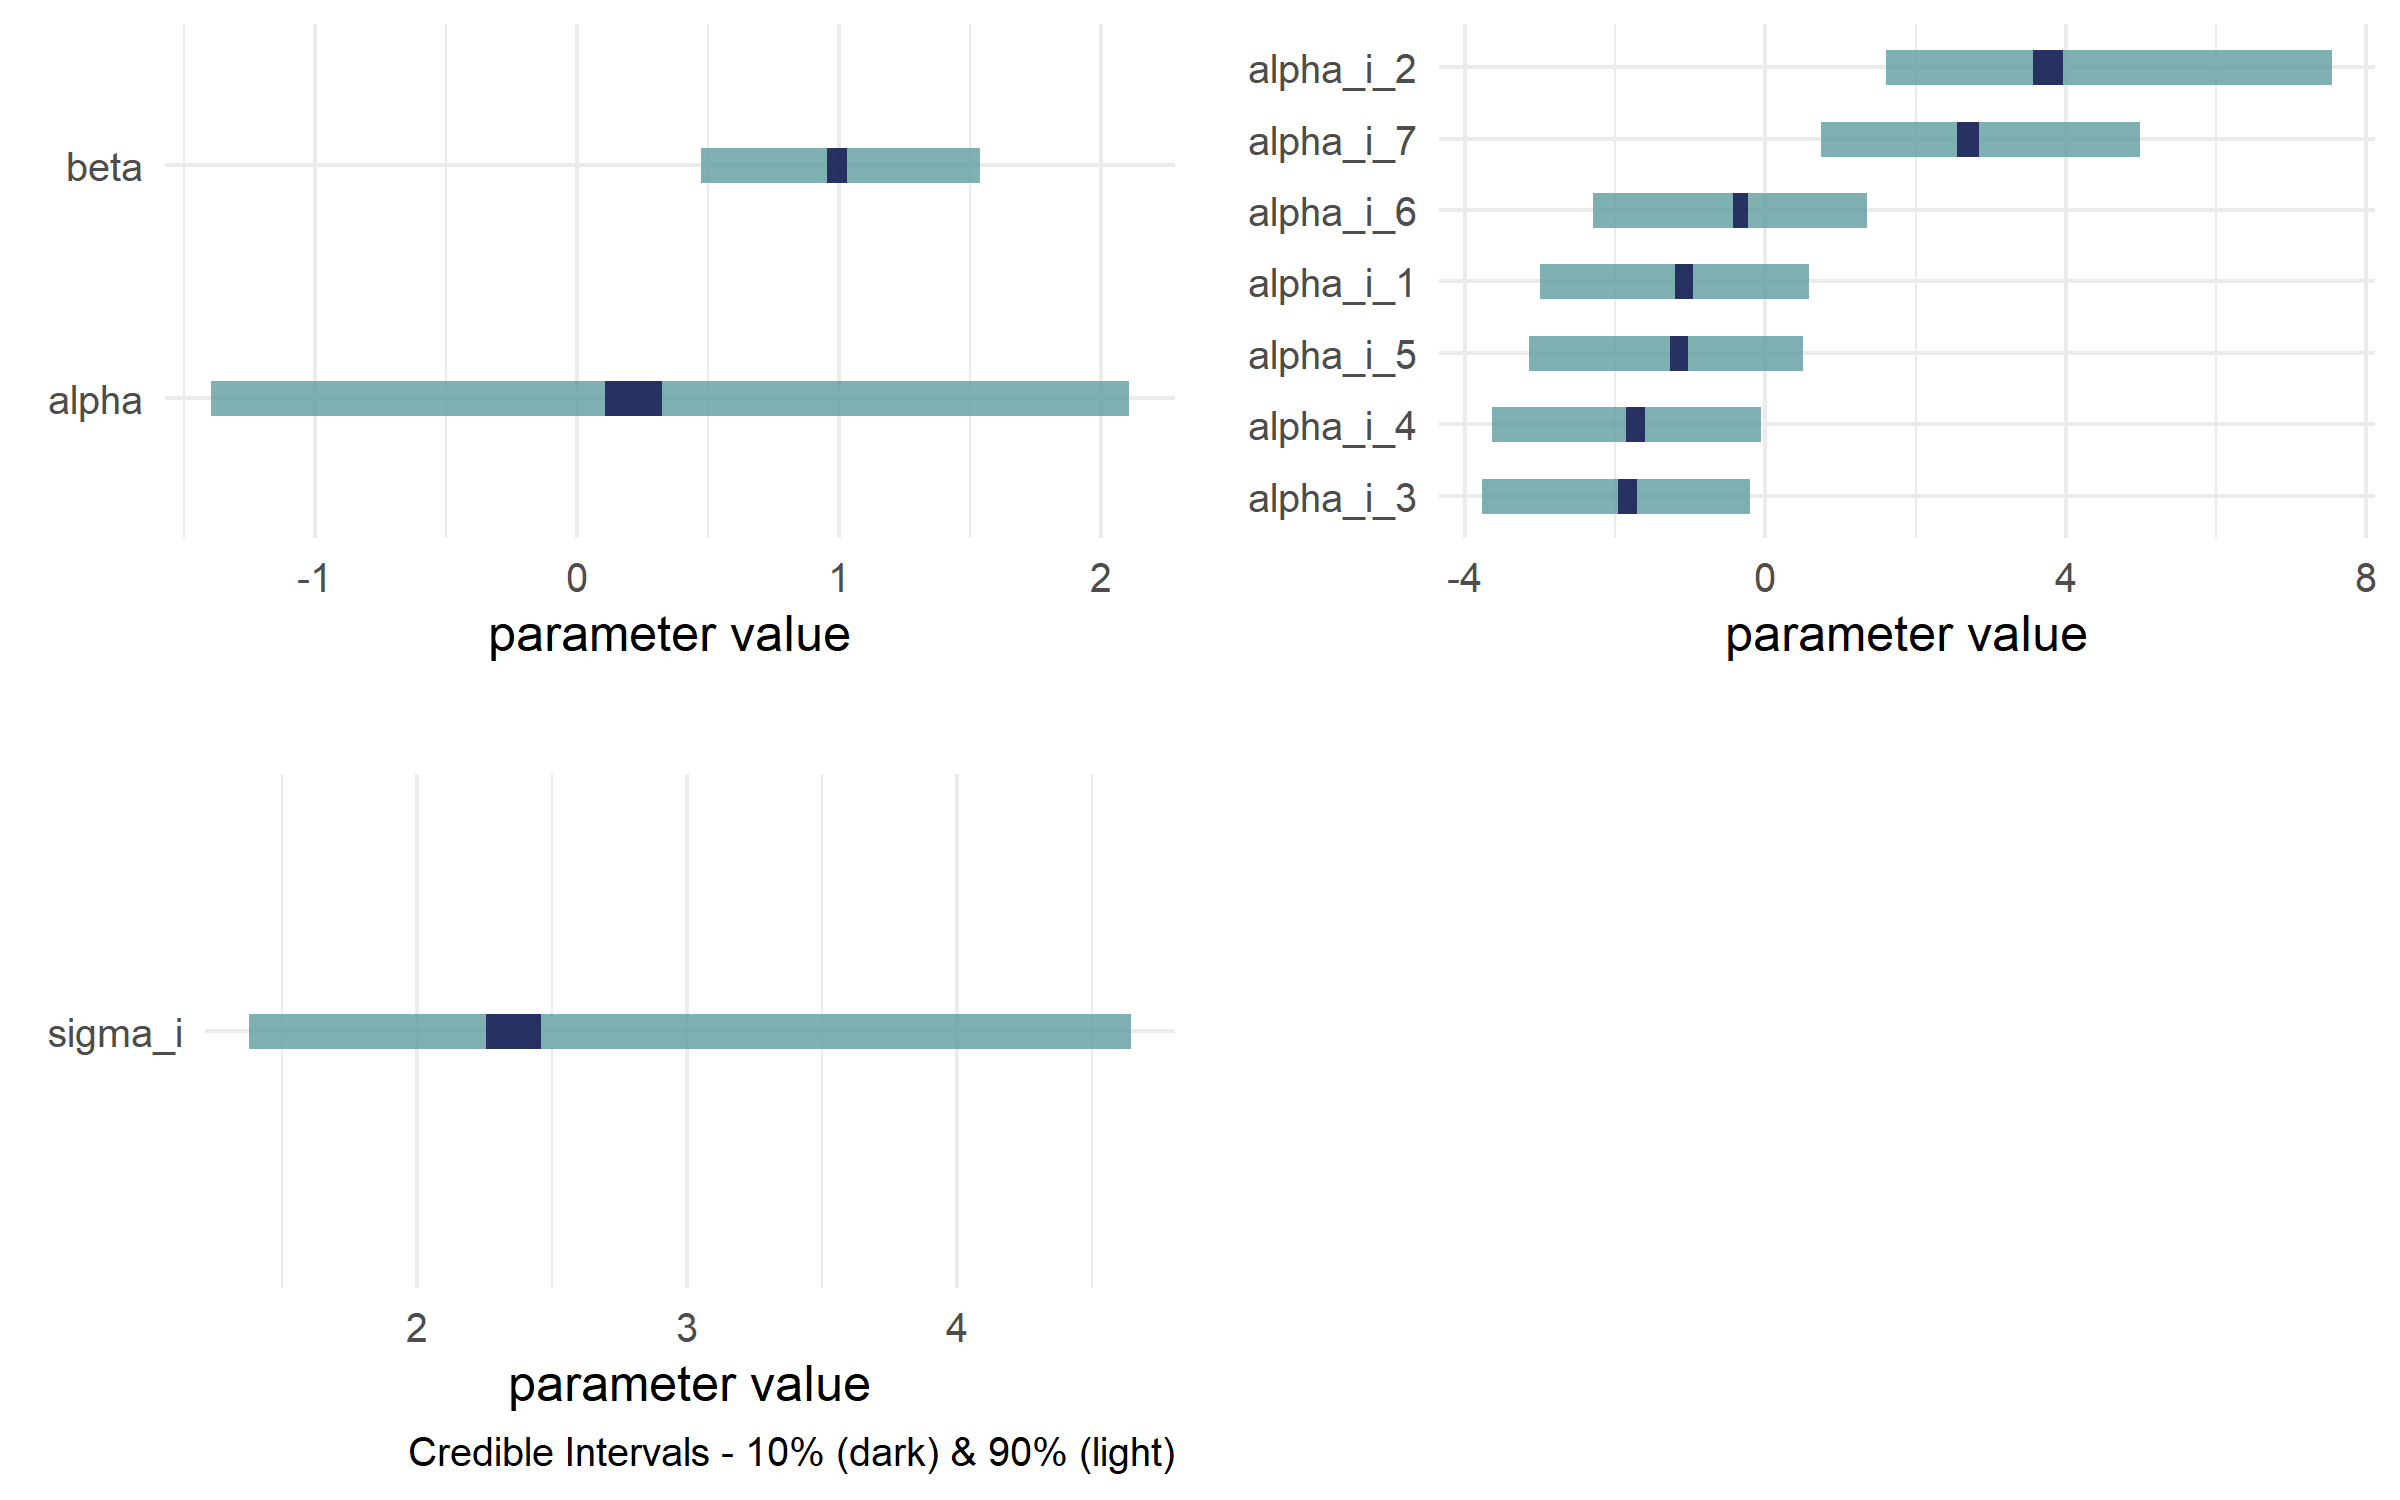 beta
alpha
-1 0 1 2
parameter value
alpha_i_2
alpha_i_7
alpha_i_6
alpha_i_1
alpha_i_5
alpha_i_4
alpha_i_3
-4 0 4 8
parameter value
sigma_i
2 3 4
parameter value
Credible Intervals - 10% (dark) & 90% (light)